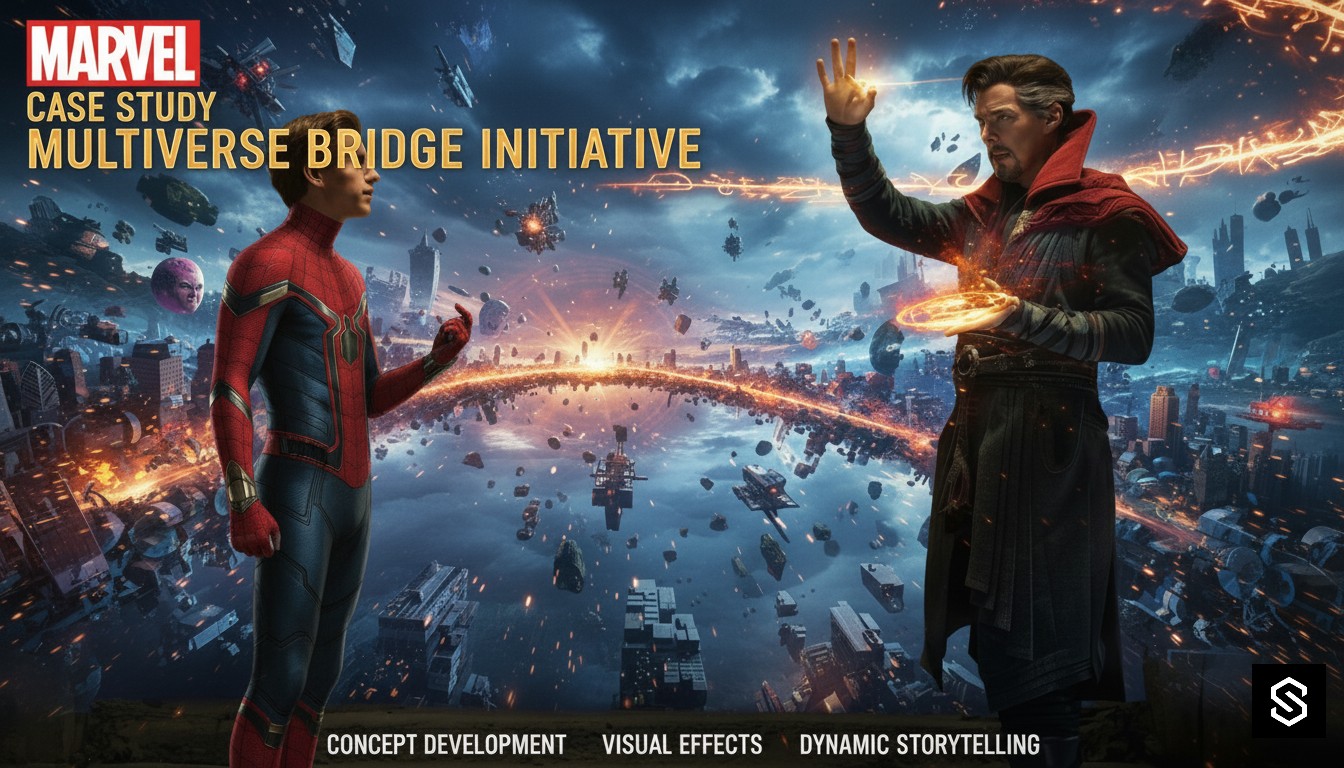 MARVEL
CASE STUDY
MULTIVERSE BRIDGE INITIATIVE
CONCEPT DEVELOPMENT VISUAL EFFECTS DYNAMIC STORYTELLING